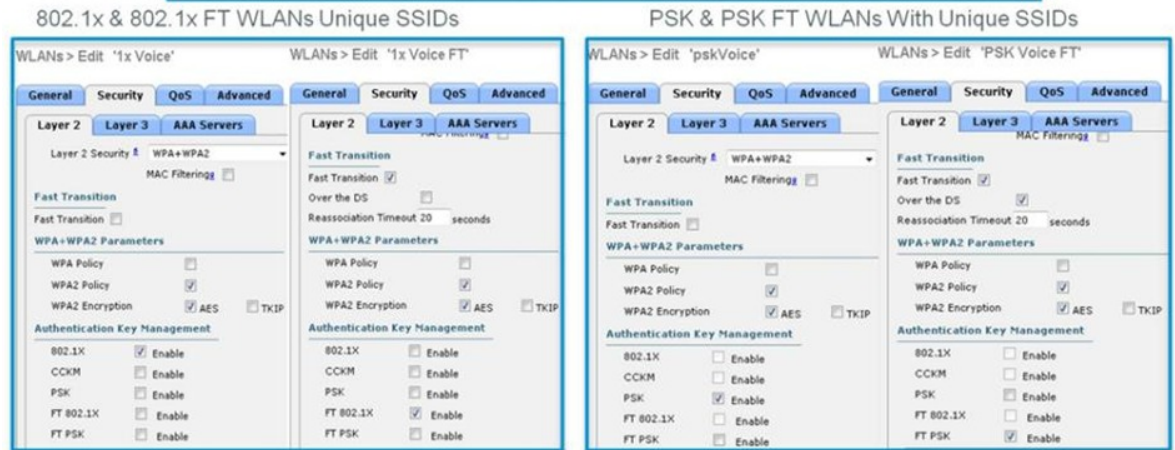 802.1x & 802.1x FT WLANs Unique SSIDs
WLANs > Edit '1x Voice'
General Security QoS Advanced
Layer 2 Layer 3 AAA Servers
Layer 2 Security 6 WPA+WPA2
MAC Filtering
Fast Transition
Fast Transition
WPA+WPA2 Parameters
WPA Policy
WPA2 Policy
WPA2 Encryption AES TKIP
Authentication Key Management
802.1X Enable
CCKM Enable
PSK Enable
FT 802.1X Enable
FT PSK Enable
WLANs > Edit '1x Voice FT'
General Security QoS Advanced
Layer 2 Layer 3 AAA Servers
Fast Transition
Fast Transition
Over the DS
Reassociation Timeout 20 seconds
WPA+WPA2 Parameters
WPA Policy
WPA2 Policy
WPA2 Encryption AES TKIP
Authentication Key Management
802.1X Enable
CCKM Enable
PSK Enable
FT 802.1X Enable
FT PSK Enable
PSK & PSK FT WLANs With Unique SSIDs
WLANs > Edit 'pskVoice'
General Security QoS Advanced
Layer 2 Layer 3 AAA Servers
Layer 2 Security 6 WPA+WPA2
MAC Filtering
Fast Transition
Fast Transition
WPA+WPA2 Parameters
WPA Policy
WPA2 Policy
WPA2 Encryption AES TKIP
Authentication Key Management
802.1X Enable
CCKM Enable
PSK Enable
FT 802.1X Enable
FT PSK Enable
WLANs > Edit 'PSK Voice FT'
General Security QoS Advanced
Layer 2 Layer 3 AAA Servers
MAC Filtering
Fast Transition
Fast Transition
Over the DS
Reassociation Timeout 20 seconds
WPA+WPA2 Parameters
WPA Policy
WPA2 Policy
WPA2 Encryption AES TKIP
Authentication Key Management
802.1X Enable
CCKM Enable
PSK Enable
FT 802.1X Enable
FT PSK Enable